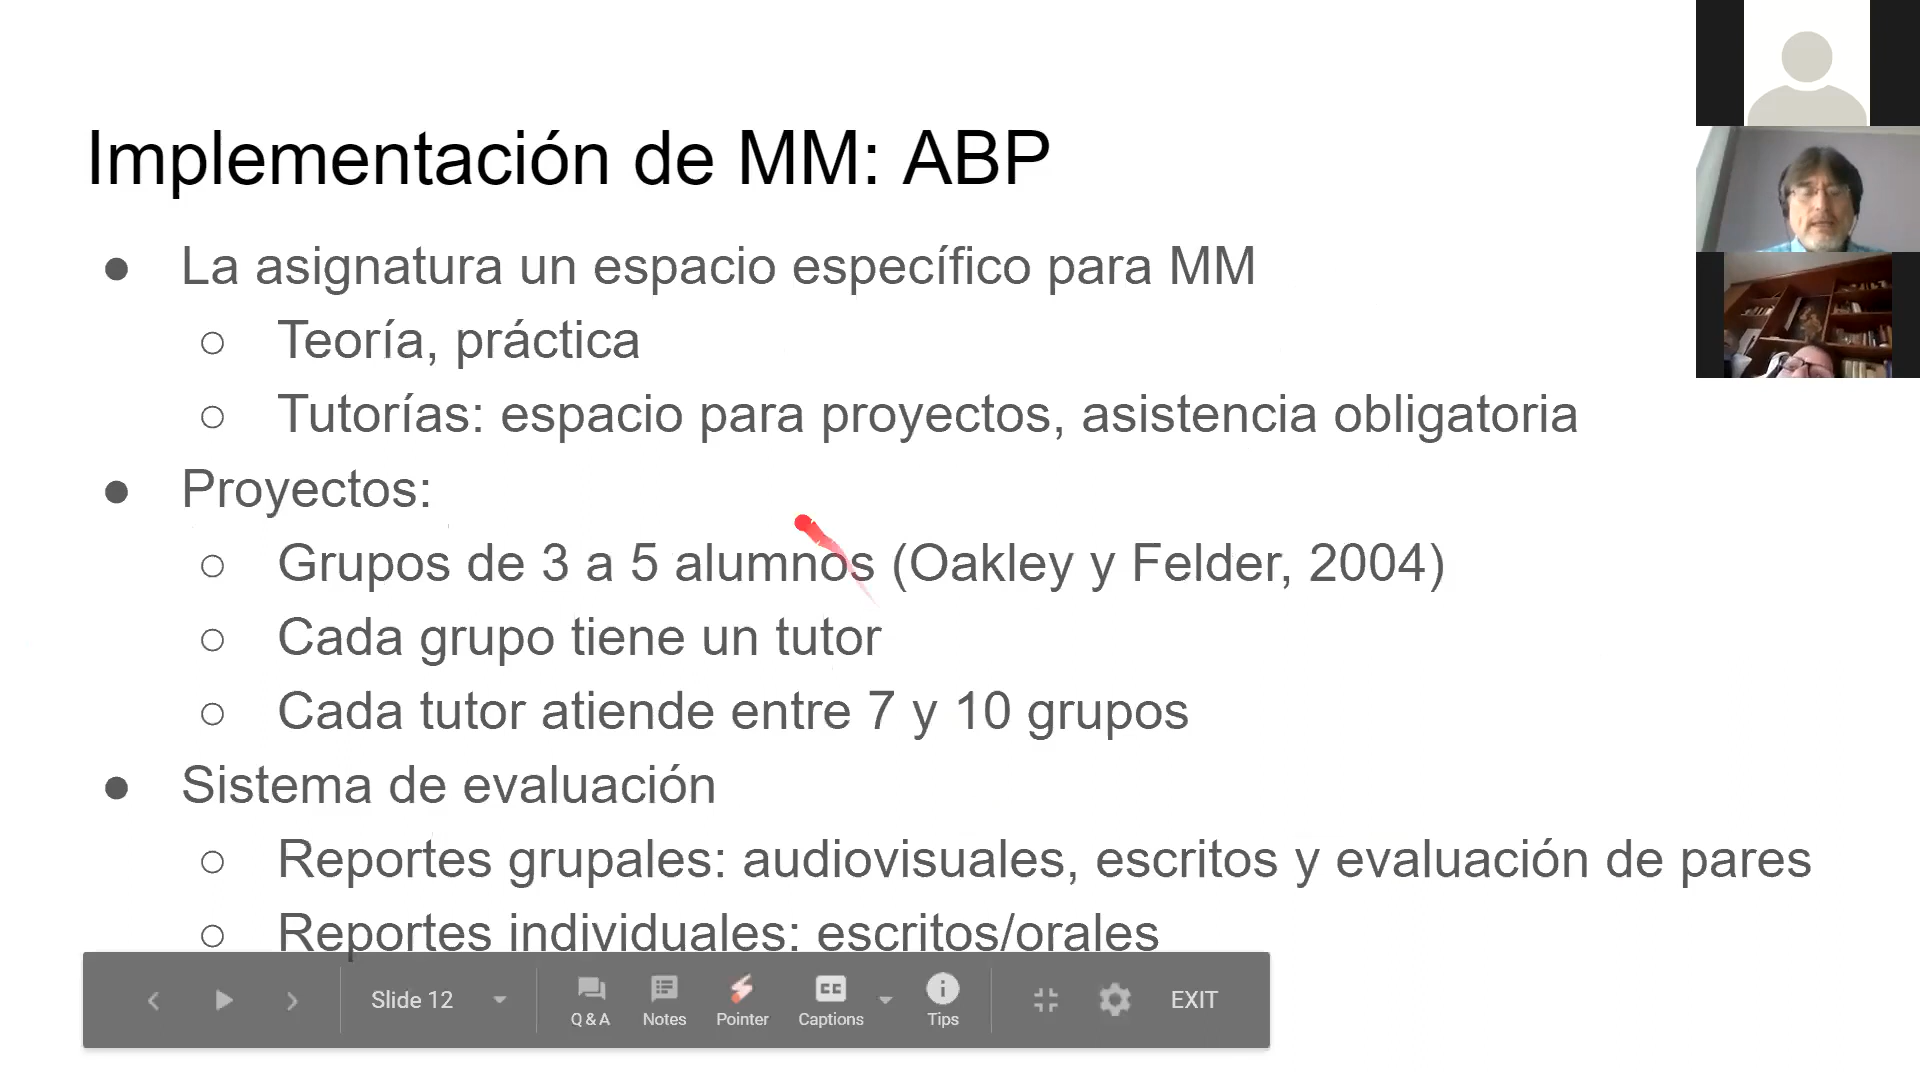 Implementación de MM: ABP
● La asignatura un espacio específico para MM
○ Teoría, práctica
○ Tutorías: espacio para proyectos, asistencia obligatoria
● Proyectos:
○ Grupos de 3 a 5 alumnos (Oakley y Felder, 2004)
○ Cada grupo tiene un tutor
○ Cada tutor atiende entre 7 y 10 grupos
● Sistema de evaluación
○ Reportes grupales: audiovisuales, escritos y evaluación de pares
○ Reportes individuales: escritos/orales
Slide 12 Q & A Notes Pointer Captions Tips EXIT